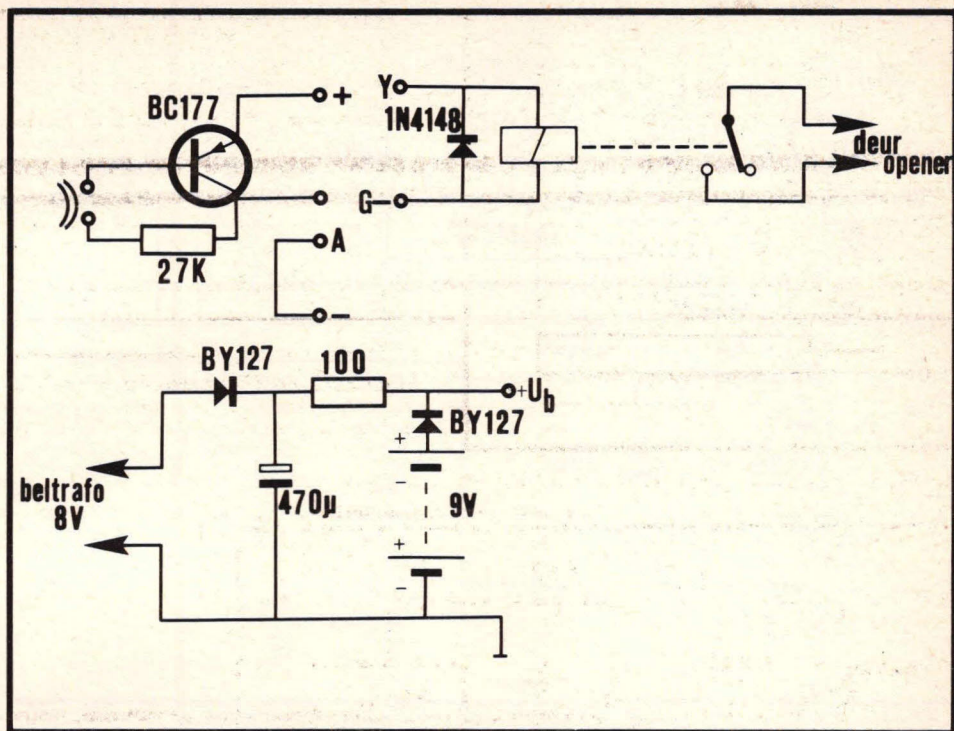 BC177
+
Y
1N4148
deur
opener
G-
27K
A
-
BY127
100
+Ub
BY127
beltrafo
8V
470µ
+
-
9V
+
-